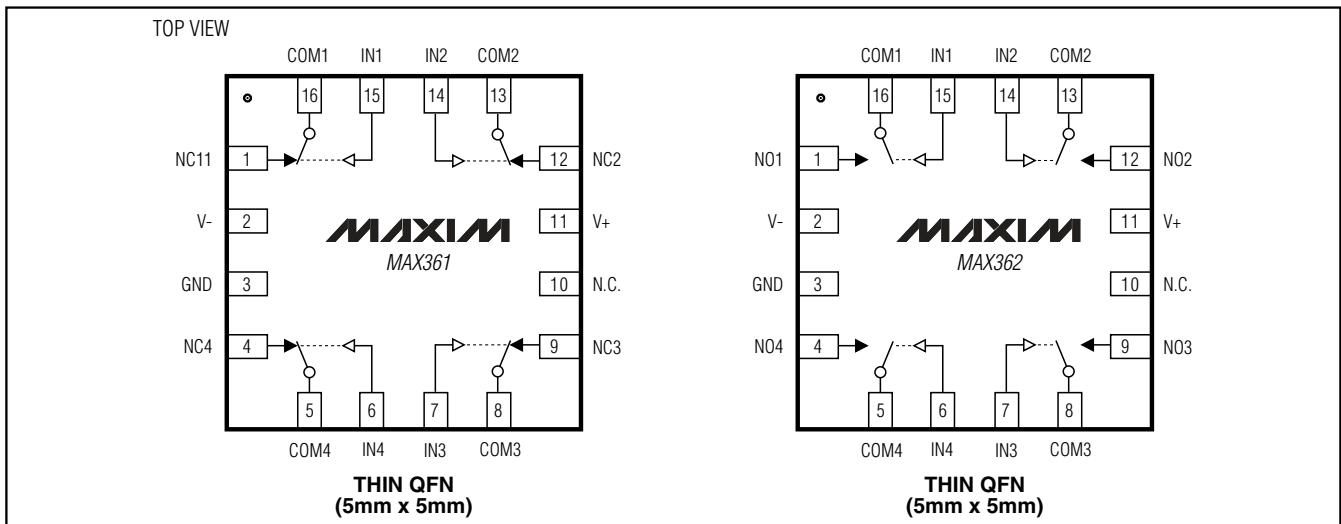 TOP VIEW
COM1 IN1 IN2 COM2
16 15 14 13
NC11 1 12 NC2
V- 2 11 V+
MAXIM
MAX361
GND 3 10 N.C.
NC4 4 9 NC3
5 6 7 8
COM4 IN4 IN3 COM3
THIN QFN
(5mm x 5mm)
COM1 IN1 IN2 COM2
16 15 14 13
NO1 1 12 NO2
V- 2 11 V+
MAXIM
MAX362
GND 3 10 N.C.
NO4 4 9 NO3
5 6 7 8
COM4 IN4 IN3 COM3
THIN QFN
(5mm x 5mm)